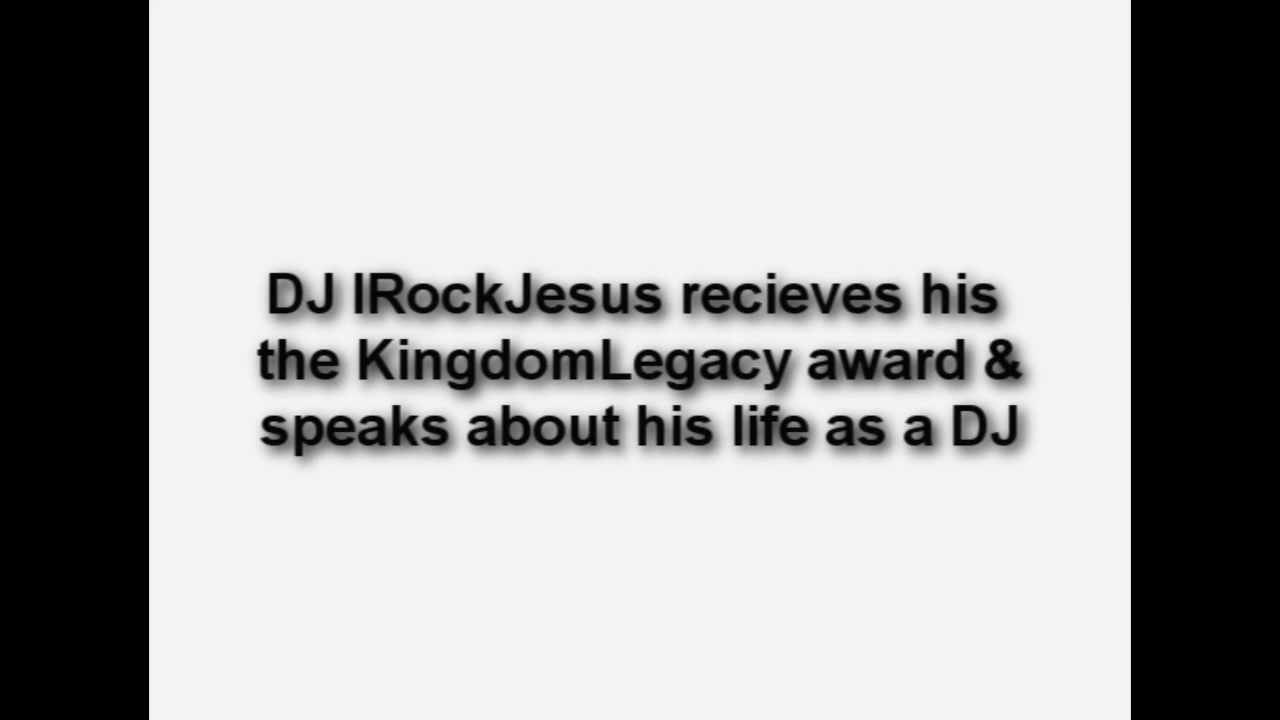 DJ IRockJesus recieves his
the KingdomLegacy award &
speaks about his life as a DJ